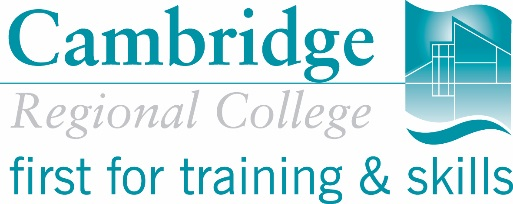 Cambridge
Regional College
first for training & skills